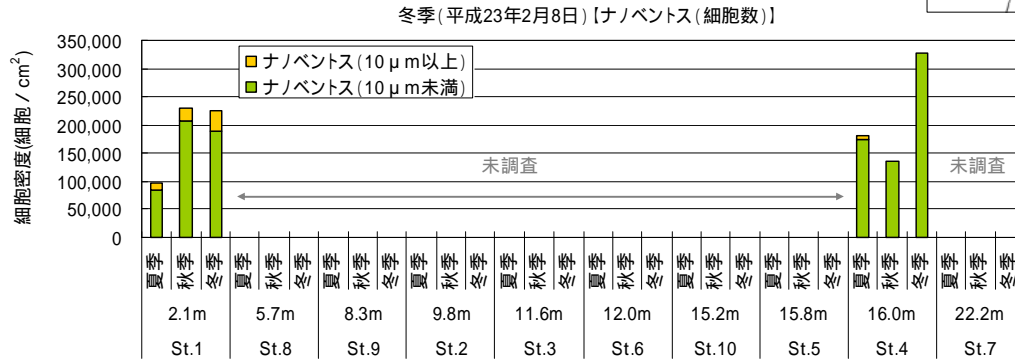 冬季(平成23年2月8日)【ナノベントス(細胞数)】
細胞密度(細胞/cm²)
350,000
300,000
250,000
200,000
150,000
100,000
50,000
0
ナノベントス(10μm以上)
ナノベントス(10μm未満)
未調査
未調査
夏季 秋季 冬季 夏季 秋季 冬季 夏季 秋季 冬季 夏季 秋季 冬季 夏季 秋季 冬季 夏季 秋季 冬季 夏季 秋季 冬季 夏季 秋季 冬季 夏季 秋季 冬季 夏季 秋季 冬季
2.1m 5.7m 8.3m 9.8m 11.6m 12.0m 15.2m 15.8m 16.0m 22.2m
St.1 St.8 St.9 St.2 St.3 St.6 St.10 St.5 St.4 St.7